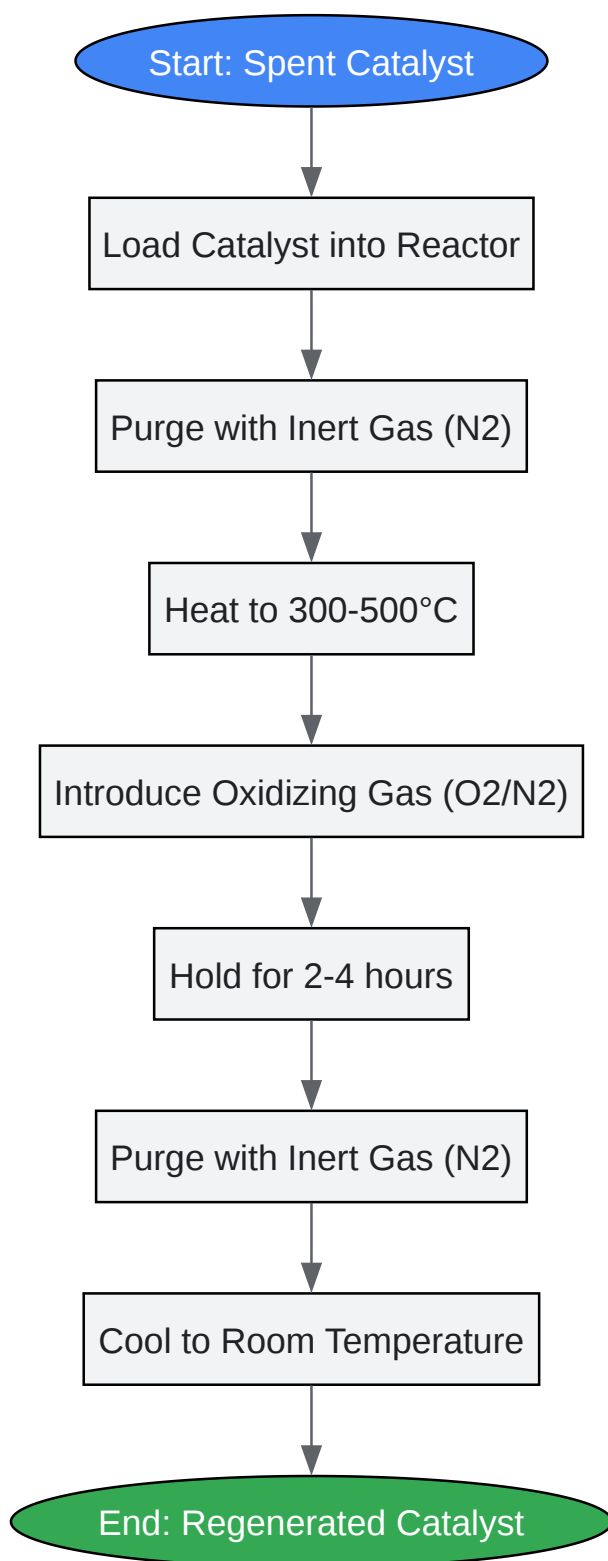 Start: Spent Catalyst
Load Catalyst into Reactor
Purge with Inert Gas (N2)
Heat to 300-500°C
Introduce Oxidizing Gas (O2/N2)
Hold for 2-4 hours
Purge with Inert Gas (N2)
Cool to Room Temperature
End: Regenerated Catalyst